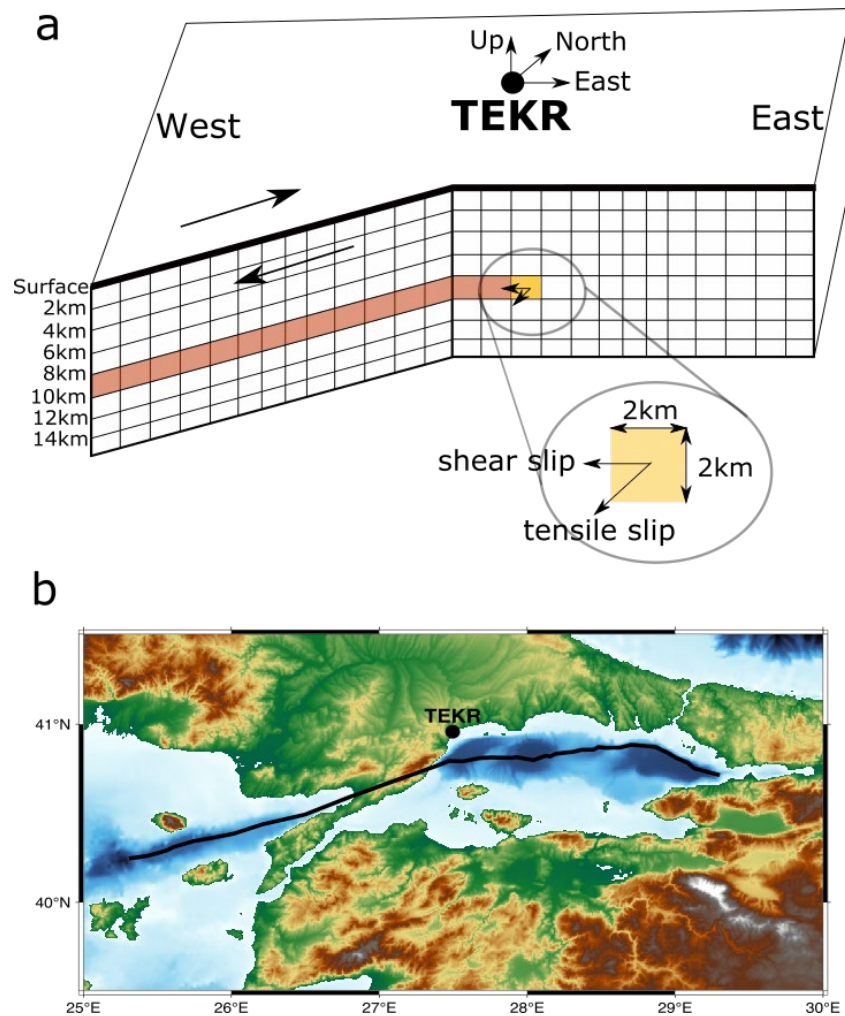 a
Up
North
East
TEKR
West
East
Surface
2km
4km
6km
8km
10km
12km
14km
2km
shear slip
2km
tensile slip
b
41°N
TEKR
40°N
25°E
26°E
27°E
28°E
29°E
30°E